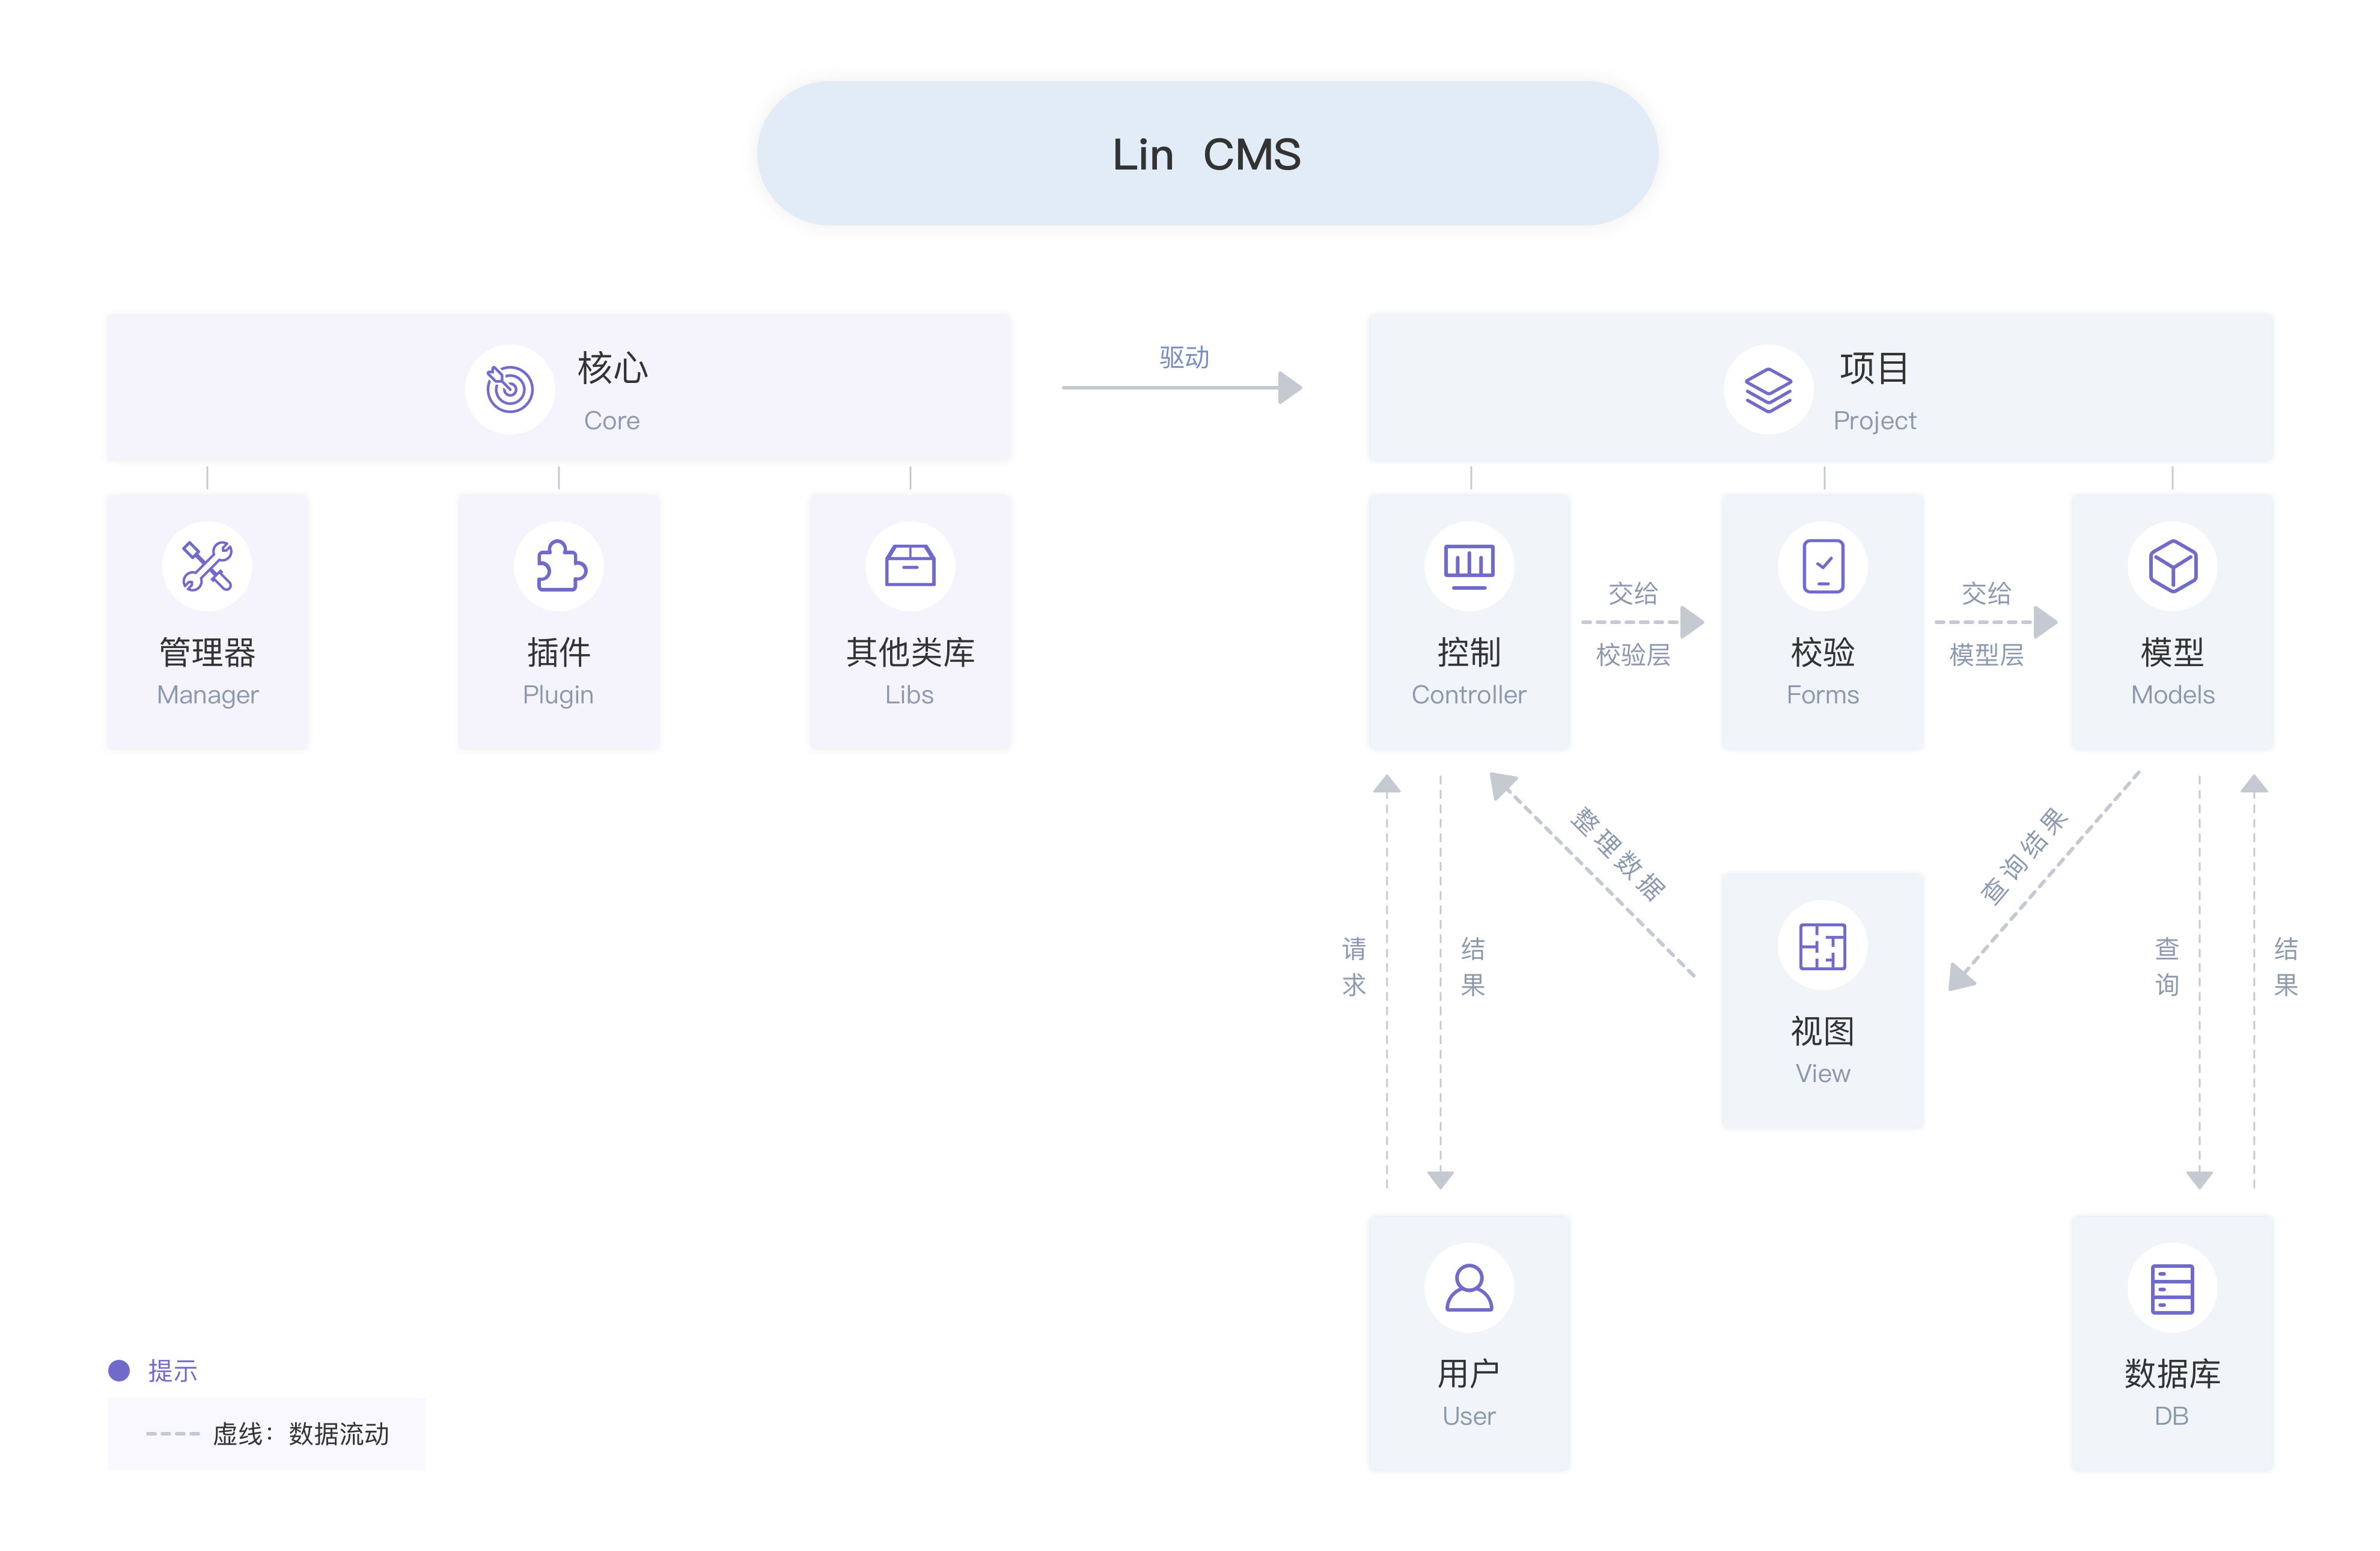 Lin CMS
核心
Core
驱动
项目
Project
管理器
Manager
插件
Plugin
其他类库
Libs
控制
Controller
交给
校验层
校验
Forms
交给
模型层
模型
Models
整理数据
查询结果
请求
结果
查询
结果
视图
View
用户
User
数据库
DB
提示
虚线：数据流动